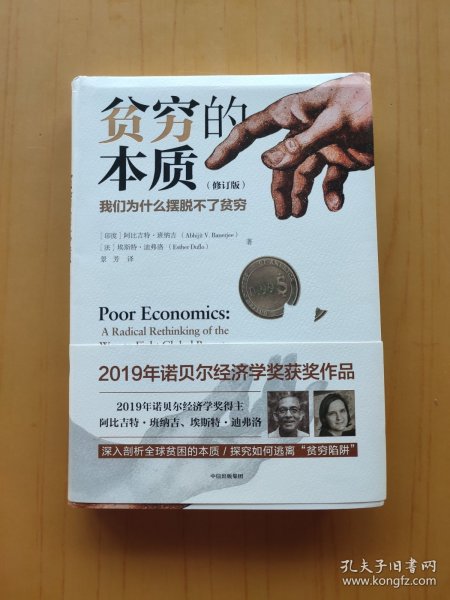 贫穷的
本质（修订版）
我们为什么摆脱不了贫穷
［印度］阿比吉特·班纳吉（Abhijit V. Banerjee）
［法］埃斯特·迪弗洛（Esther Duflo） 著
景芳 译
Poor Economics:
A Radical Rethinking of the
2019年诺贝尔经济学奖获奖作品
2019年诺贝尔经济学奖得主
阿比吉特·班纳吉、埃斯特·迪弗洛
深入剖析全球贫困的本质/探究如何逃离“贫穷陷阱”
中信出版集团
孔夫子旧书网
www.kongfz.com